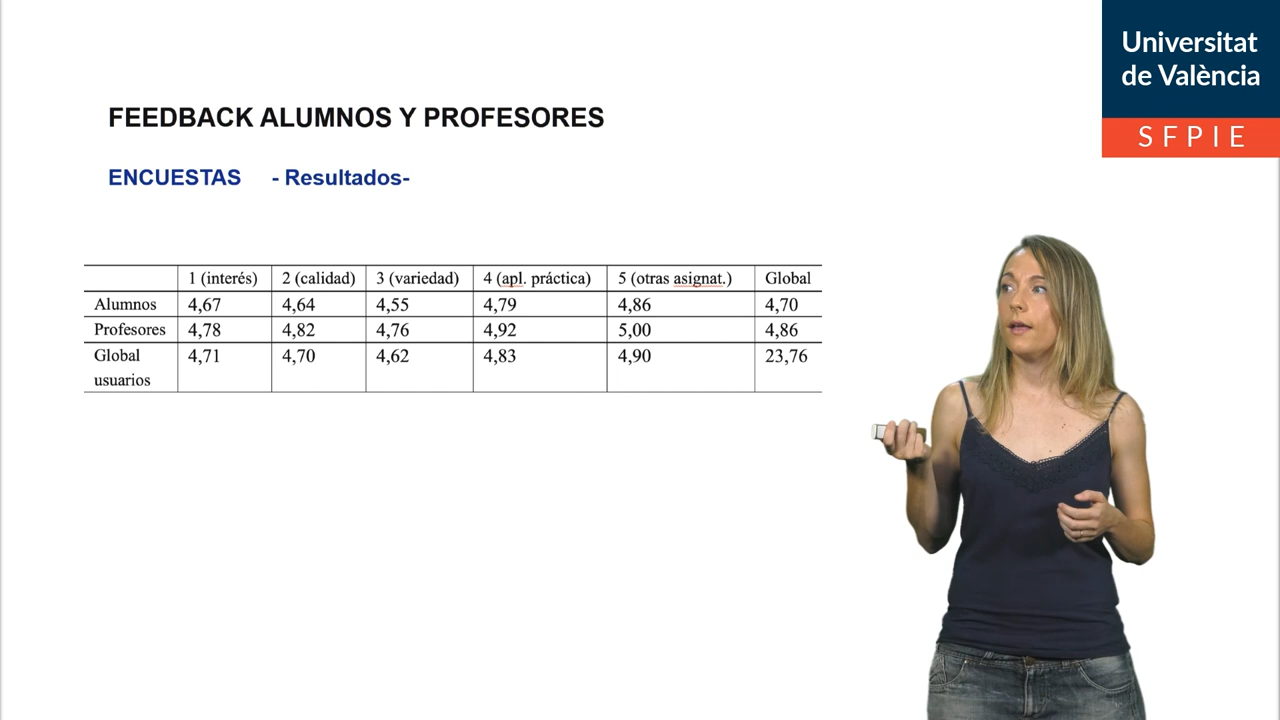 Universitat
de València
SFPIE
FEEDBACK ALUMNOS Y PROFESORES
ENCUESTAS - Resultados-
1 (interés) 2 (calidad) 3 (variedad) 4 (apl. práctica) 5 (otras asignat.) Global
Alumnos 4,67 4,64 4,55 4,79 4,86 4,70
Profesores 4,78 4,82 4,76 4,92 5,00 4,86
Global 4,71 4,70 4,62 4,83 4,90 23,76
usuarios